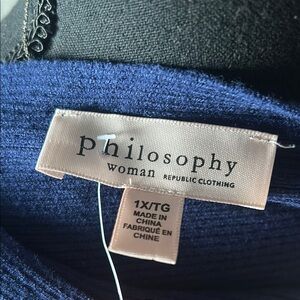 philosophy
woman REPUBLIC CLOTHING
1X/TG
MADE IN
CHINA
FABRIQUÉ EN
CHINE